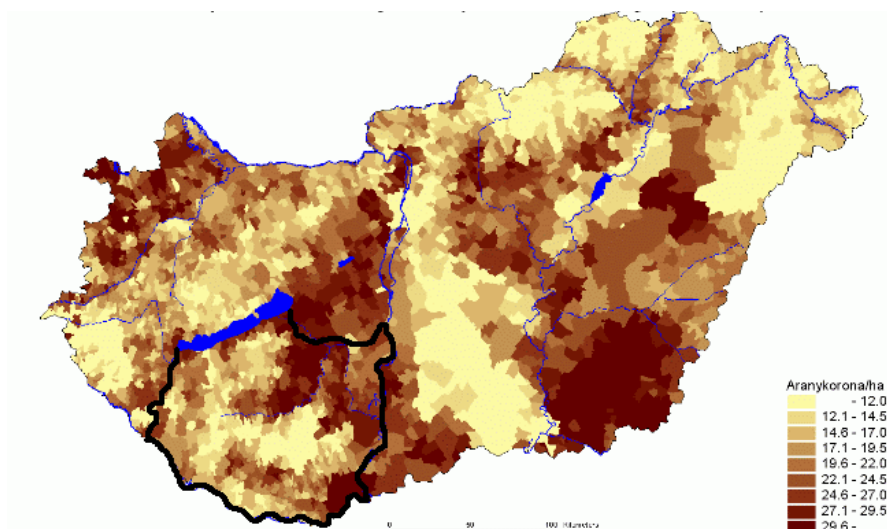 Aranykorona/ha
- 12.0
12.1 - 14.5
14.6 - 17.0
17.1 - 19.5
19.6 - 22.0
22.1 - 24.5
24.6 - 27.0
27.1 - 29.5
29.6 -
0 50 100 Kilometers